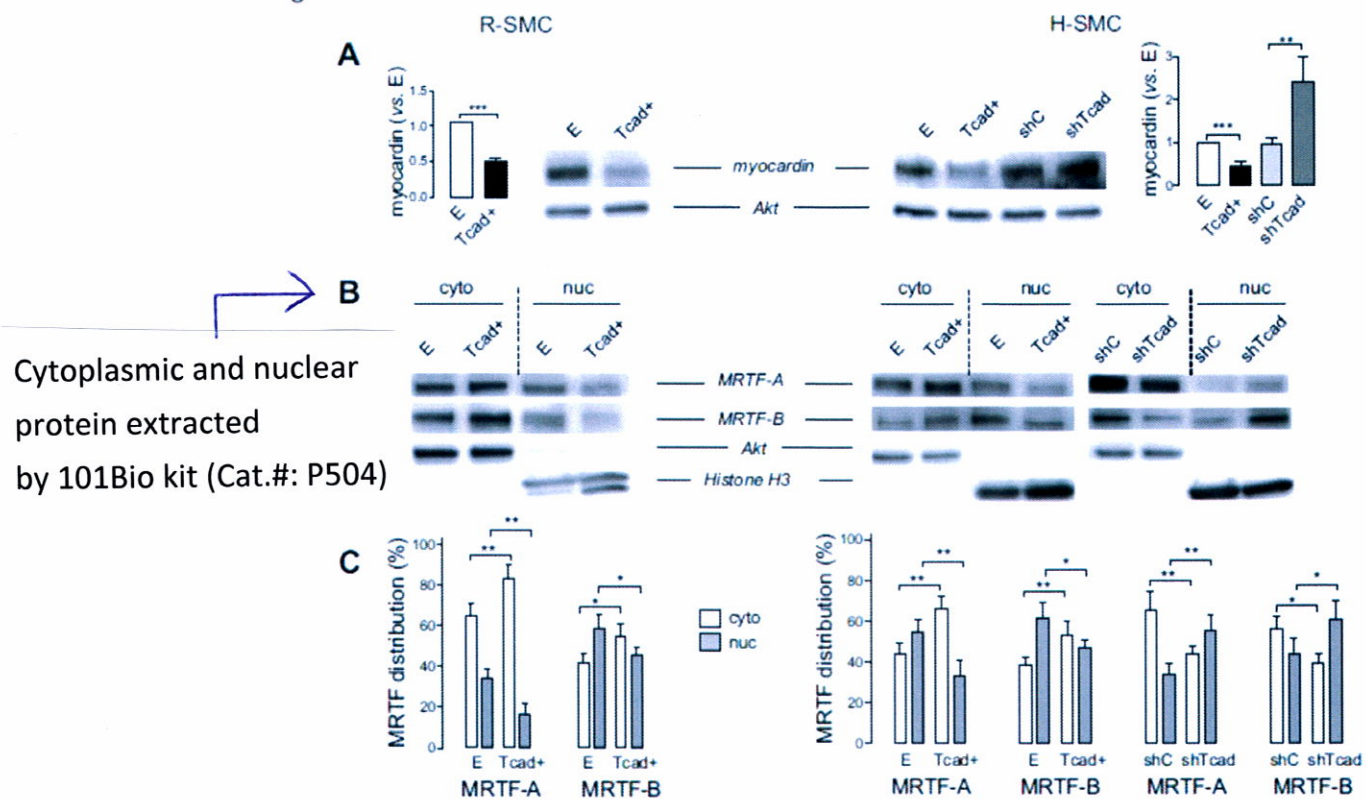 R-SMC
H-SMC
A
myocardin (vs. E)
1.5
1.0
0.5
0.0
***
E
Tcad+
E
Tcad+
myocardin
Akt
E
Tcad+
shC
shTcad
myocardin (vs. E)
3
2
1
0
***
**
E
Tcad+
shC
shTcad
B
cyto
nuc
E
Tcad+
E
Tcad+
MRTF-A
MRTF-B
Akt
Histone H3
cyto
nuc
cyto
nuc
E
Tcad+
E
Tcad+
shC
shTcad
shC
shTcad
Cytoplasmic and nuclear
protein extracted
by 101Bio kit (Cat.#: P504)
C
MRTF distribution (%)
100
80
60
40
20
0
**
**
*
*
E Tcad+
E Tcad+
MRTF-A
MRTF-B
cyto
nuc
MRTF distribution (%)
100
80
60
40
20
0
**
**
**
*
**
**
*
*
E Tcad+
E Tcad+
shC shTcad
shC shTcad
MRTF-A
MRTF-B
MRTF-A
MRTF-B